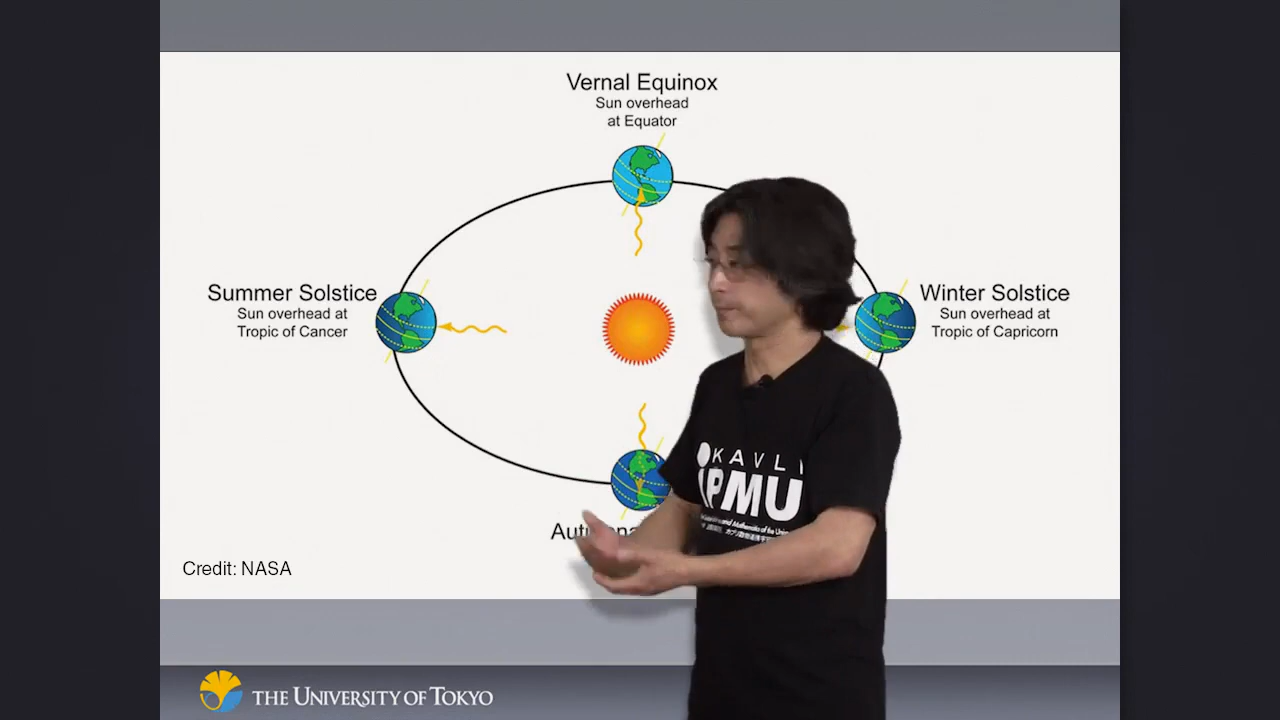 Vernal Equinox
Sun overhead
at Equator
Summer Solstice
Sun overhead at
Tropic of Cancer
Winter Solstice
Sun overhead at
Tropic of Capricorn
KAVLI
IPMU
Credit: NASA
THE UNIVERSITY OF TOKYO